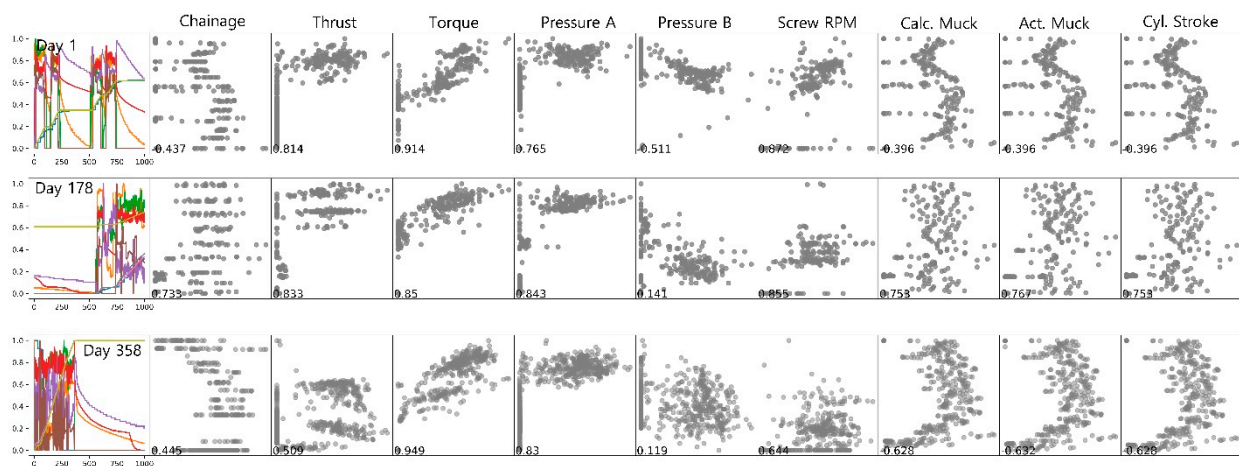 Chainage Thrust Torque Pressure A Pressure B Screw RPM Calc. Muck Act. Muck Cyl. Stroke
Day 1
1.0
0.8
0.6
0.4
0.2
0.0
0 250 500 750 1000
-0.437 0.814 0.914 0.765 -0.511 0.872 -0.396 -0.396 -0.396
Day 178
1.0
0.8
0.6
0.4
0.2
0.0
0 250 500 750 1000
0.733 0.833 0.85 0.843 0.141 0.855 0.753 0.767 0.753
Day 358
1.0
0.8
0.6
0.4
0.2
0.0
0 250 500 750 1000
0.509 0.949 0.83 0.119 0.644 -0.628 -0.632 -0.628